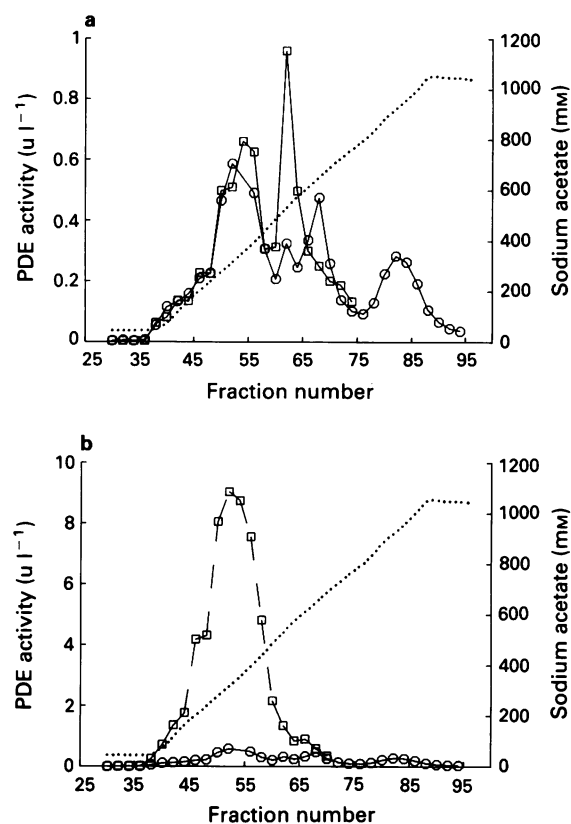 a
PDE activity (u l⁻¹)
1
0.8
0.6
0.4
0.2
0
1200
1000
800
600
400
200
0
Sodium acetate (mM)
25 35 45 55 65 75 85 95
Fraction number
b
PDE activity (u l⁻¹)
10
8
6
4
2
0
1200
1000
800
600
400
200
0
Sodium acetate (mM)
25 35 45 55 65 75 85 95
Fraction number